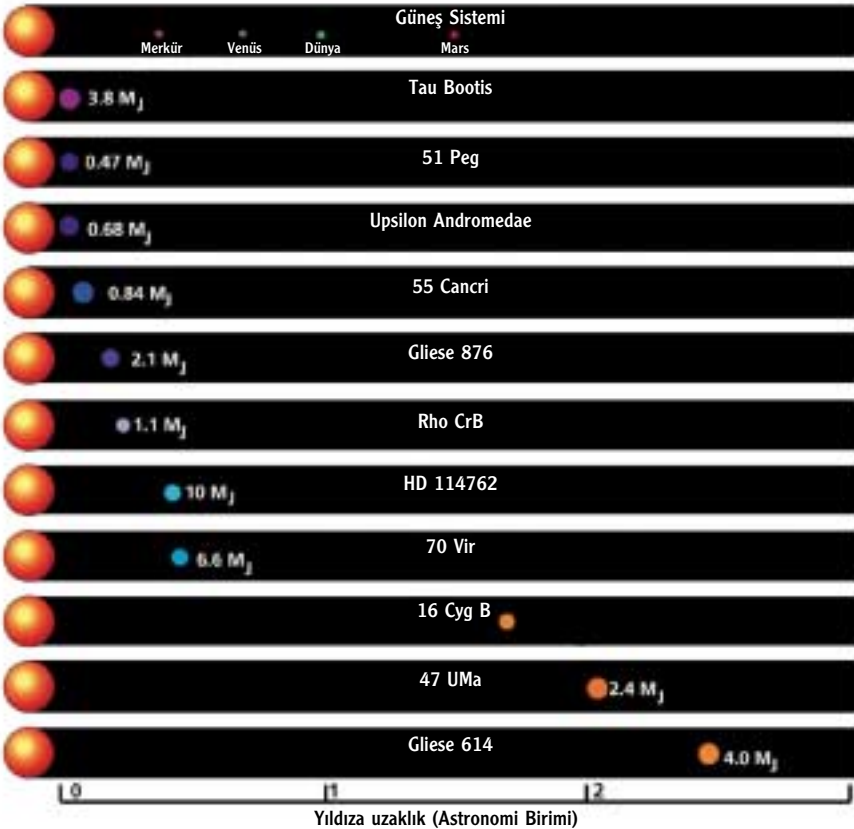 Güneş Sistemi
Merkür Venüs Dünya Mars
Tau Bootis
3.8 MJ
51 Peg
0.47 MJ
Upsilon Andromedae
0.68 MJ
55 Cancri
0.84 MJ
Gliese 876
2.1 MJ
Rho CrB
1.1 MJ
HD 114762
10 MJ
70 Vir
6.6 MJ
16 Cyg B
47 UMa
2.4 MJ
Gliese 614
4.0 MJ
0 1 2
Yıldıza uzaklık (Astronomi Birimi)